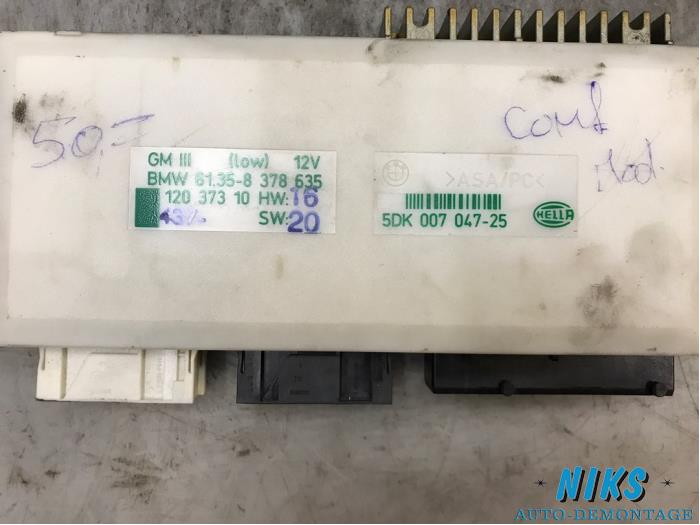 50,=
comf
mod.
GM III (low) 12V
BMW 61.35-8 378 635
120 373 10 HW: 16
SW: 20
>ASA/PC<
5DK 007 047-25
HELLA
NIKS
AUTO-DEMONTAGE